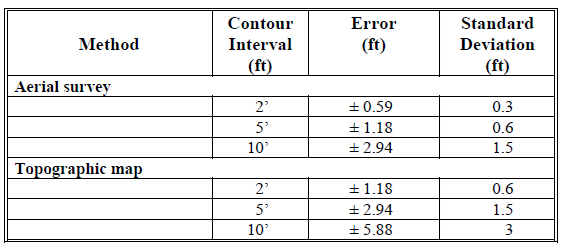 Method Contour Interval (ft) Error (ft) Standard Deviation (ft)
Aerial survey
2’ ± 0.59 0.3
5’ ± 1.18 0.6
10’ ± 2.94 1.5
Topographic map
2’ ± 1.18 0.6
5’ ± 2.94 1.5
10’ ± 5.88 3